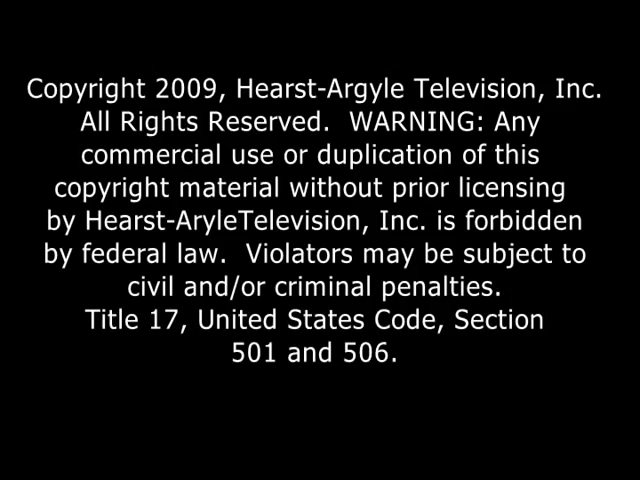 Copyright 2009, Hearst-Argyle Television, Inc.
All Rights Reserved.  WARNING: Any
commercial use or duplication of this
copyright material without prior licensing
by Hearst-AryleTelevision, Inc. is forbidden
by federal law.  Violators may be subject to
civil and/or criminal penalties.
Title 17, United States Code, Section
501 and 506.